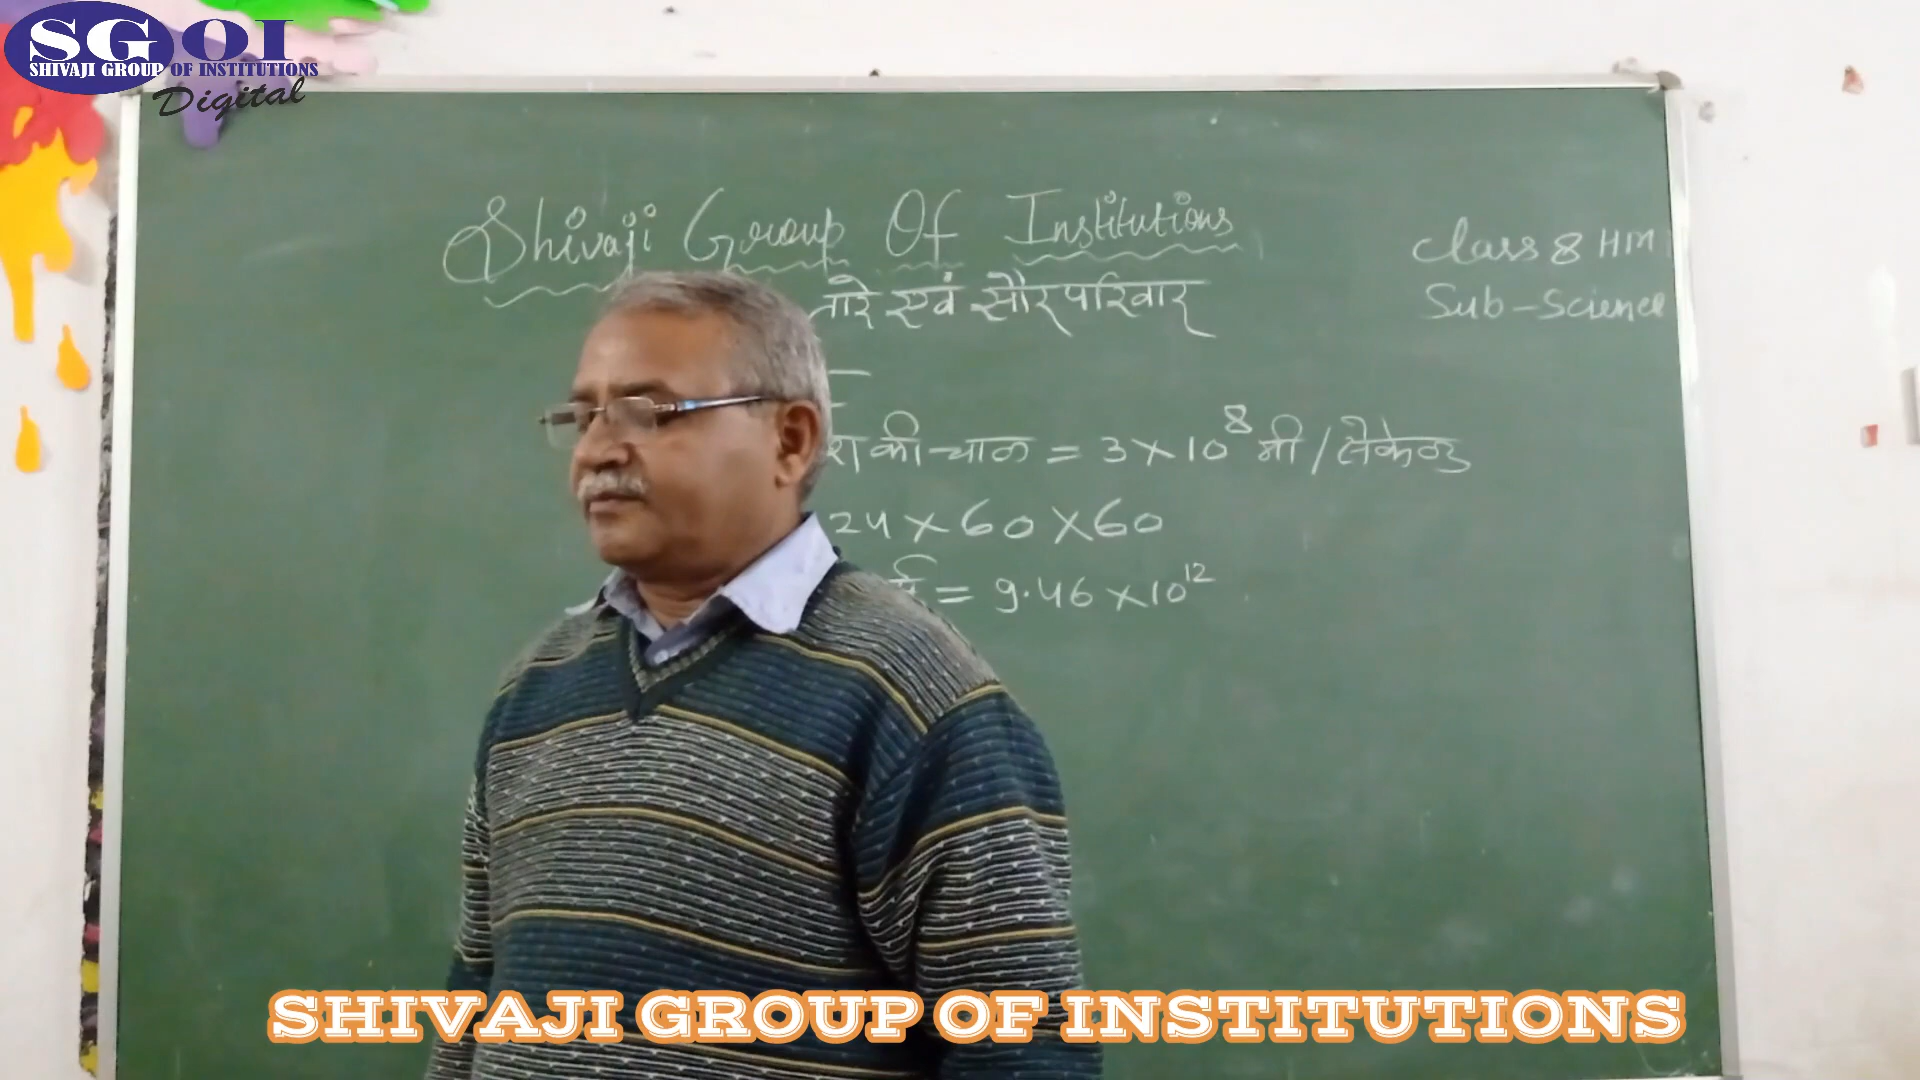 SGOI
SHIVAJI GROUP OF INSTITUTIONS
Digital
Shivaji Group Of Institutions
Class 8 HM
तारे एवं सौर परिवार
Sub-Science
की चाल = 3×10⁸ मी/सेकेन्ड
24×60×60
= 9.46×10¹²
SHIVAJI GROUP OF INSTITUTIONS